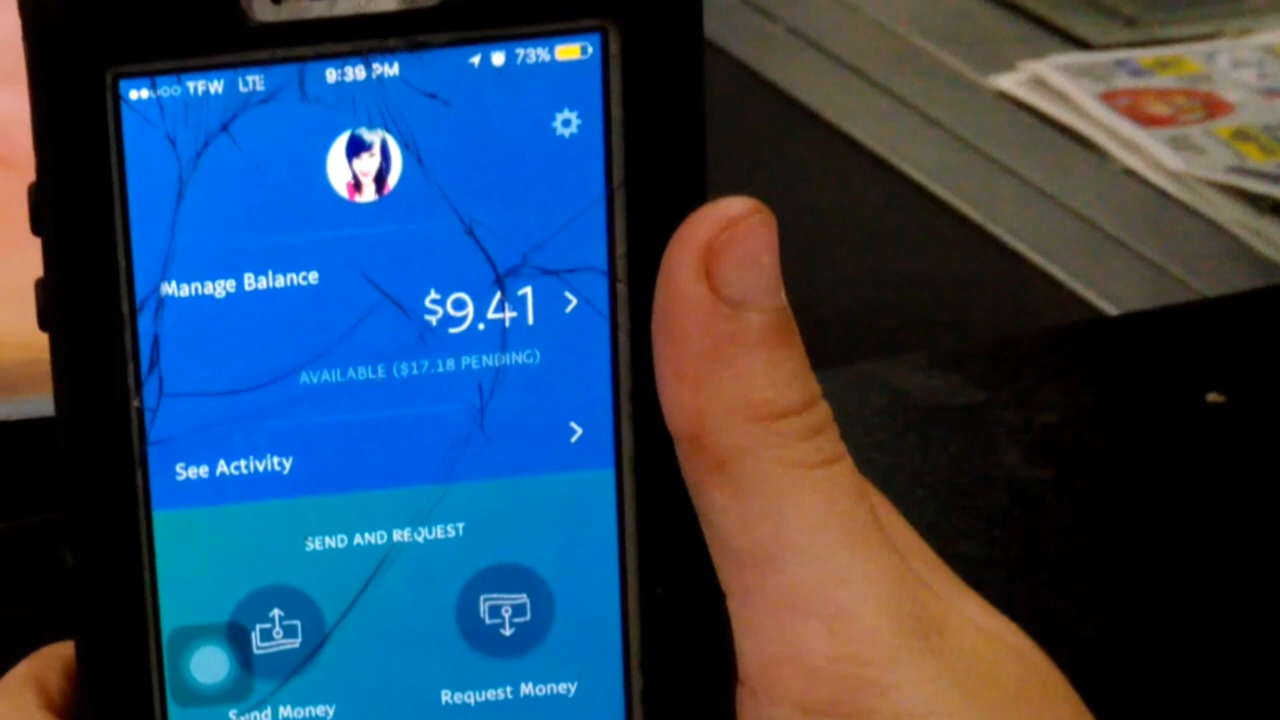 TFW LTE 9:39 PM 73%
Manage Balance
$9.41
AVAILABLE ($17.18 PENDING)
See Activity
SEND AND REQUEST
Send Money
Request Money